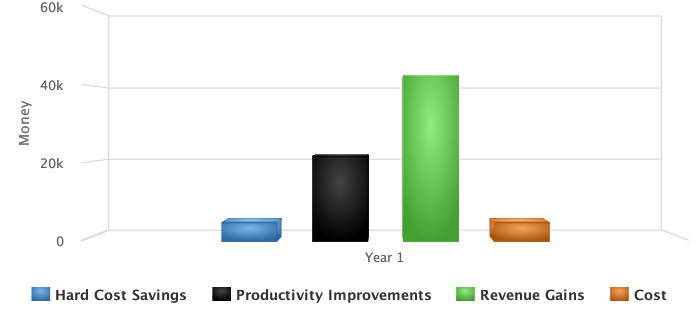 60k
40k
20k
0
Money
Year 1
Hard Cost Savings Productivity Improvements Revenue Gains Cost